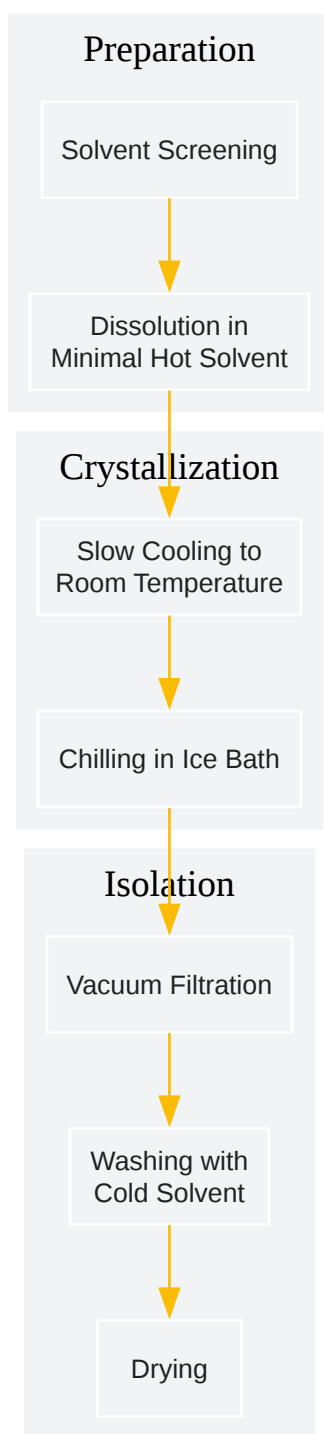 Preparation
Solvent Screening
Dissolution in
Minimal Hot Solvent
Crystallization
Slow Cooling to
Room Temperature
Chilling in Ice Bath
Isolation
Vacuum Filtration
Washing with
Cold Solvent
Drying